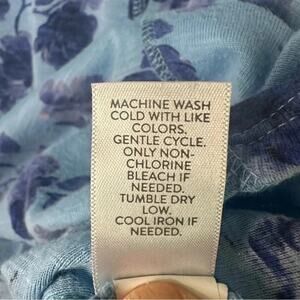 MACHINE WASH
COLD WITH LIKE
COLORS.
GENTLE CYCLE.
ONLY NON-
CHLORINE
BLEACH IF
NEEDED.
TUMBLE DRY
LOW.
COOL IRON IF
NEEDED.